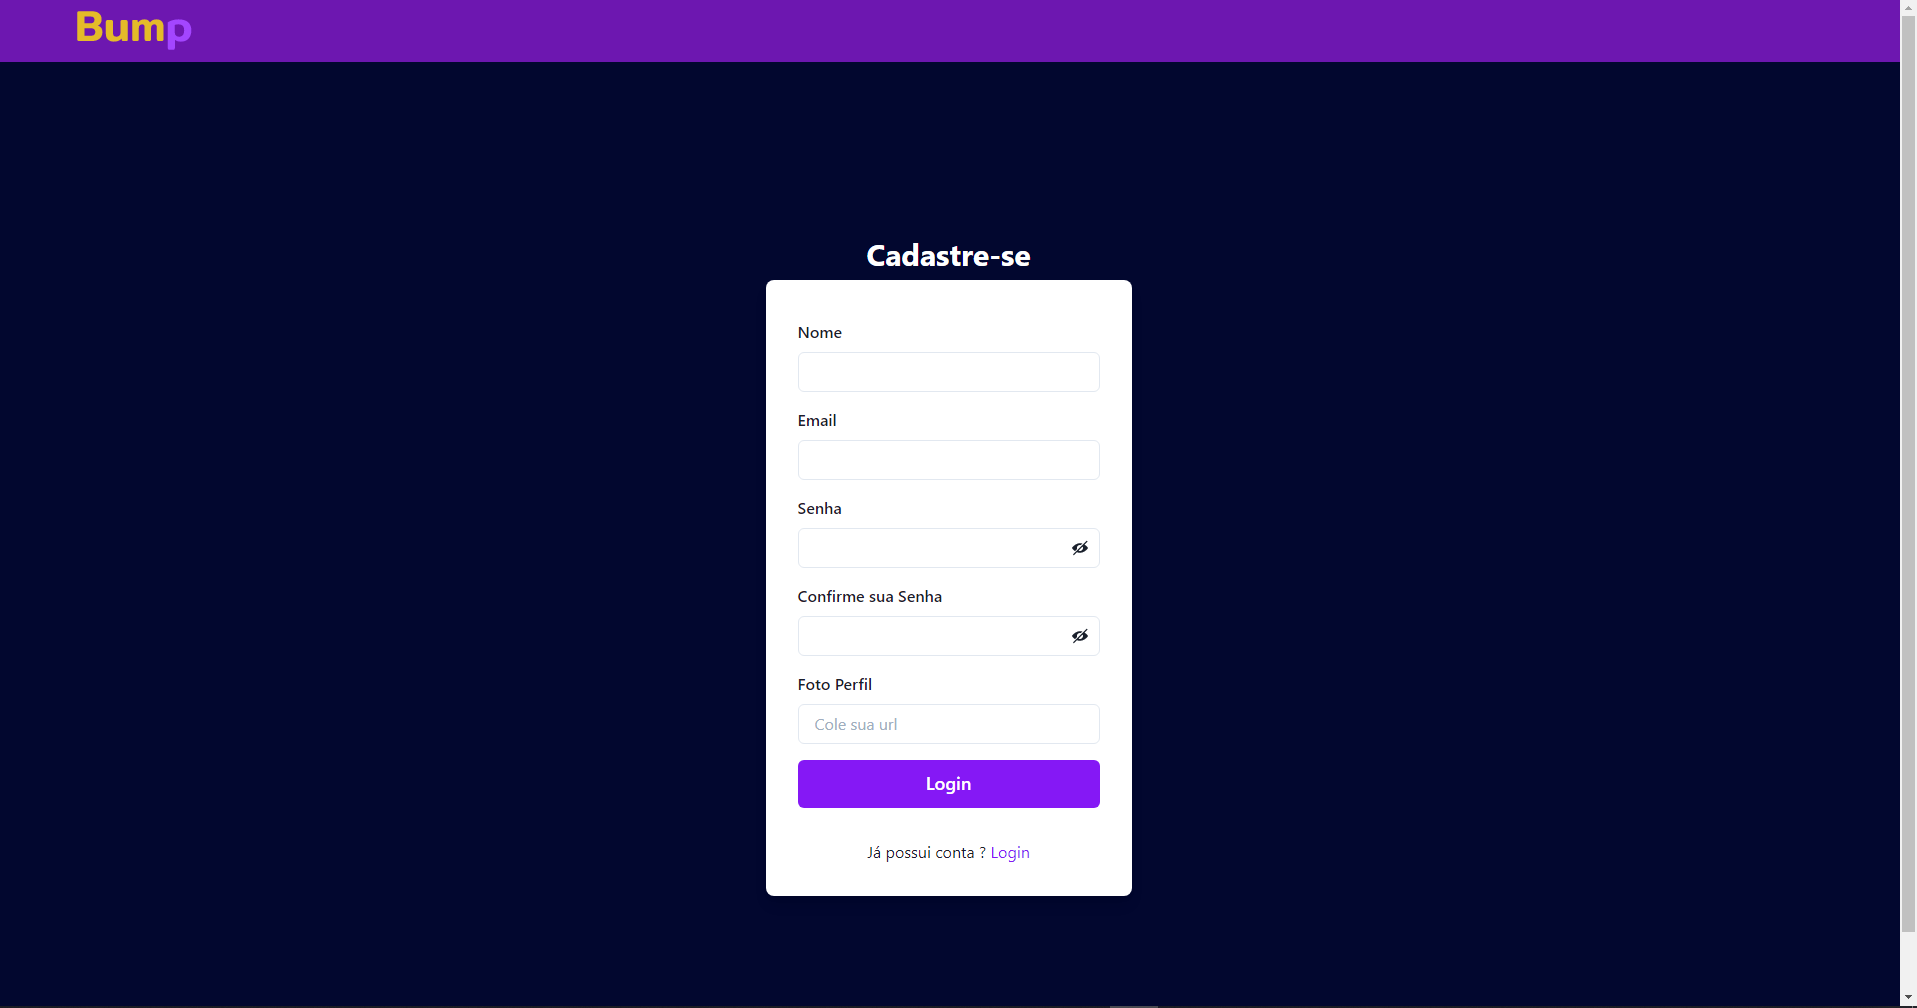 Bump
Cadastre-se
Nome
Email
Senha
Confirme sua Senha
Foto Perfil
Cole sua url
Login
Já possui conta ? Login